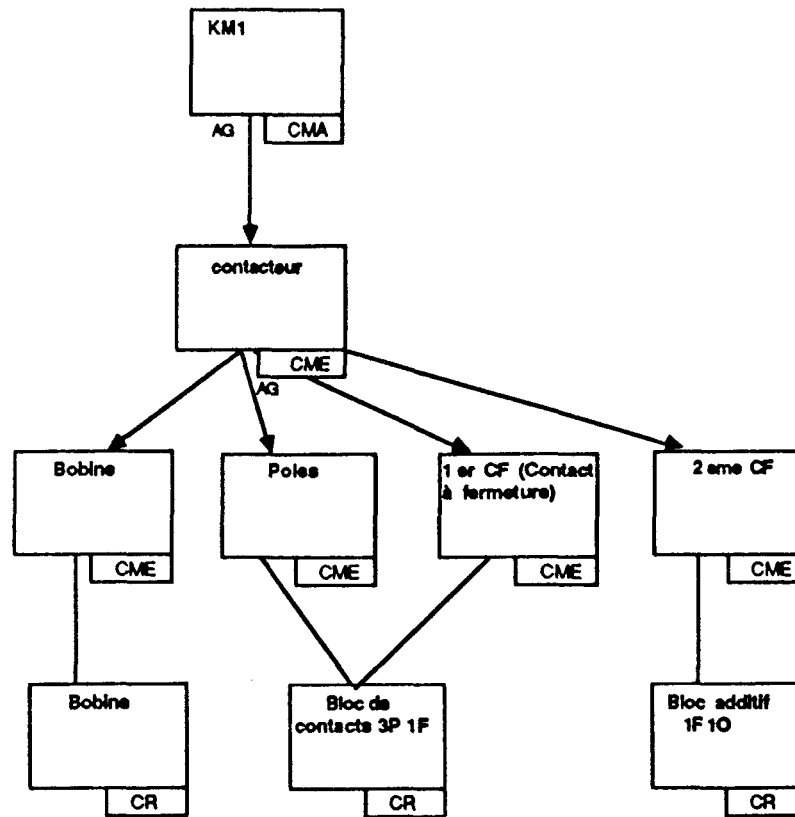 KM1
AG
CMA
contacteur
CME
AG
Bobine
Poles
1 er CF (Contact
à fermeture)
2 eme CF
CME
CME
CME
CME
Bobine
Bloc de
contacts 3P 1F
Bloc additif
1F 1O
CR
CR
CR